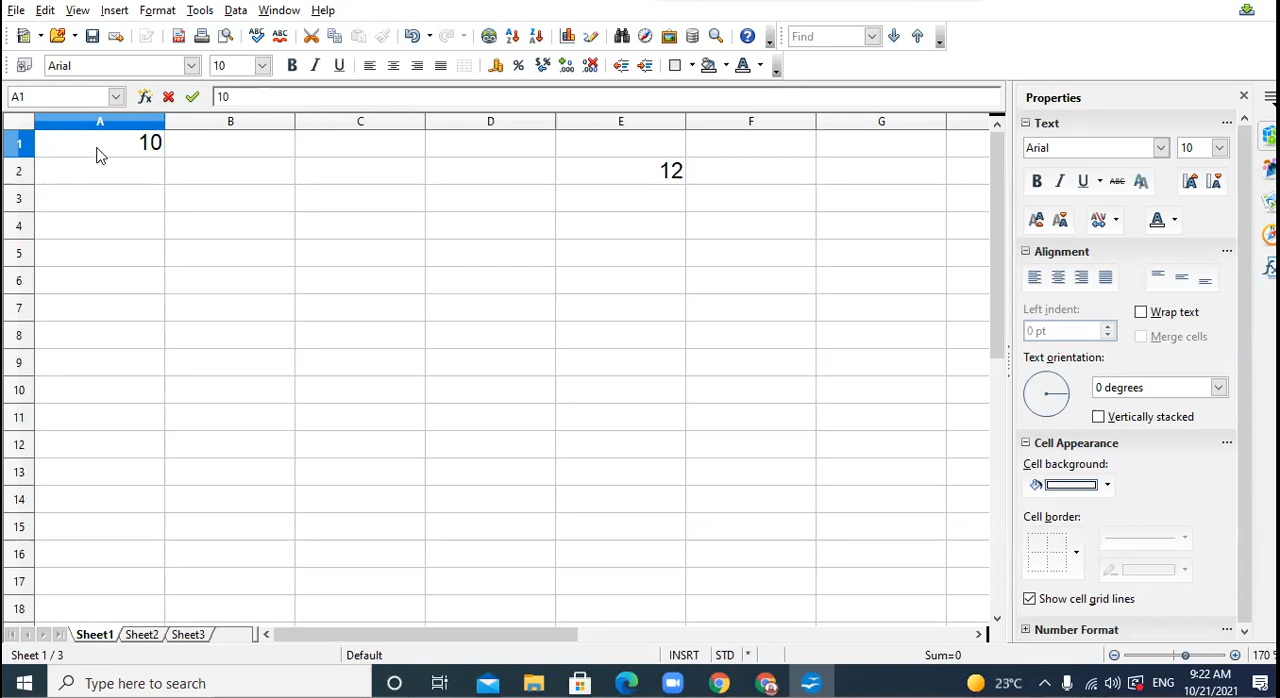 File Edit View Insert Format Tools Data Window Help
Find
Arial 10
A1 10
A B C D E F G
1 10
2 12
3
4
5
6
7
8
9
10
11
12
13
14
15
16
17
18
Sheet1 Sheet2 Sheet3
Sheet 1 / 3 Default INSRT STD * Sum=0 170 %
Properties
Text
Arial 10
Alignment
Left indent:
Wrap text
0 pt
Merge cells
Text orientation:
0 degrees
Vertically stacked
Cell Appearance
Cell background:
Cell border:
Show cell grid lines
Number Format
Type here to search
23°C ENG 9:22 AM
10/21/2021